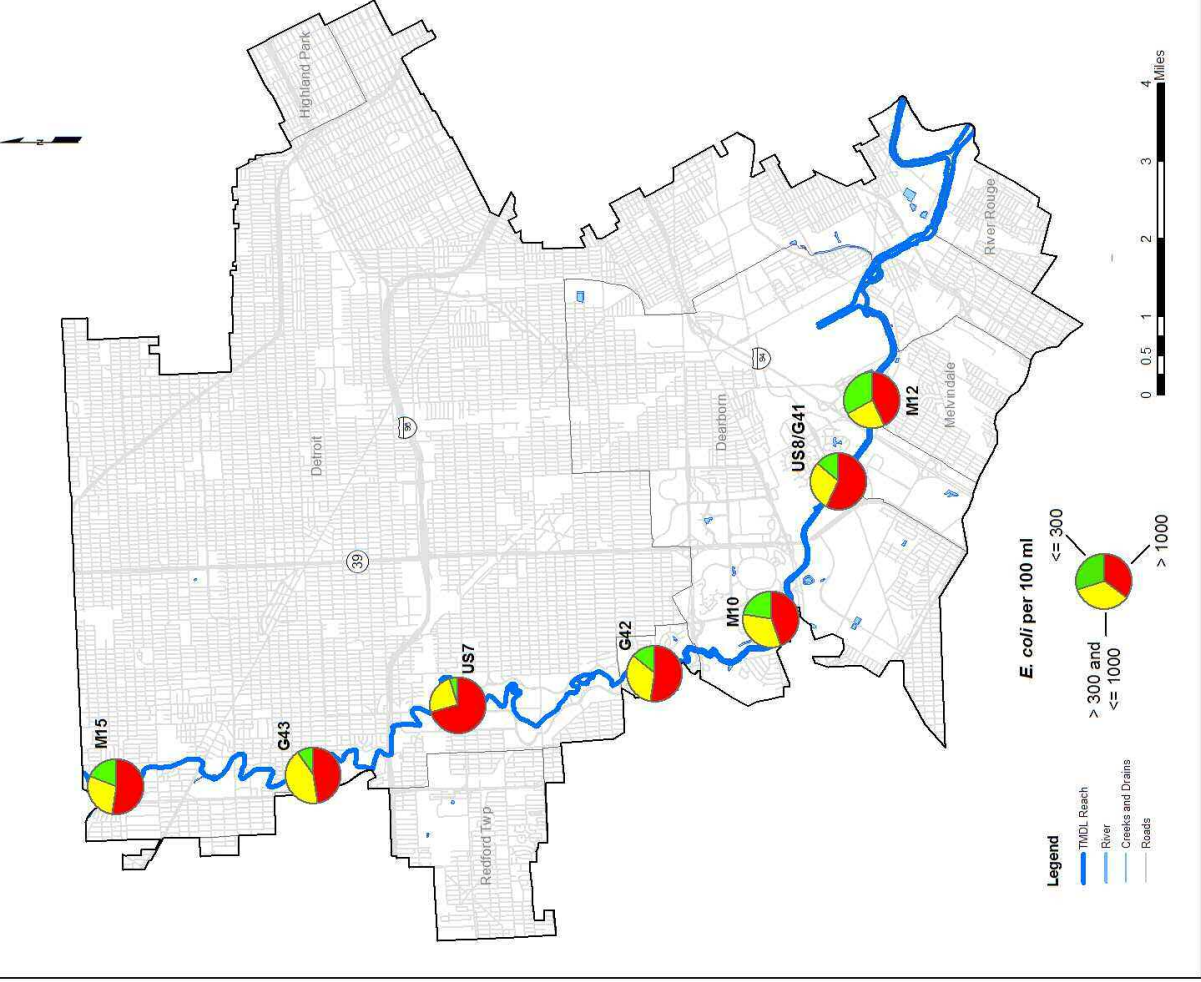 N
Highland Park
Detroit
96
39
M15
G43
US7
Redford Twp
G42
M10
Dearborn
94
US8/G41
M12
Melvindale
River Rouge
E. coli per 100 ml
<= 300
> 300 and
<= 1000
> 1000
Legend
TMDL Reach
River
Creeks and Drains
Roads
0 0.5 1 2 3 4
Miles